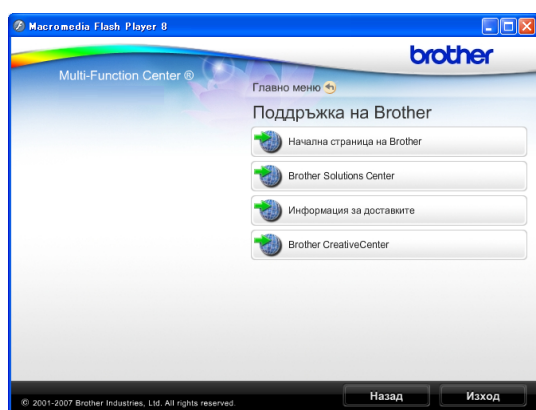 Macromedia Flash Player 8
brother
Multi-Function Center ®
Главно меню
Поддръжка на Brother
Начална страница на Brother
Brother Solutions Center
Информация за доставките
Brother CreativeCenter
© 2001-2007 Brother Industries, Ltd. All rights reserved.
Назад
Изход